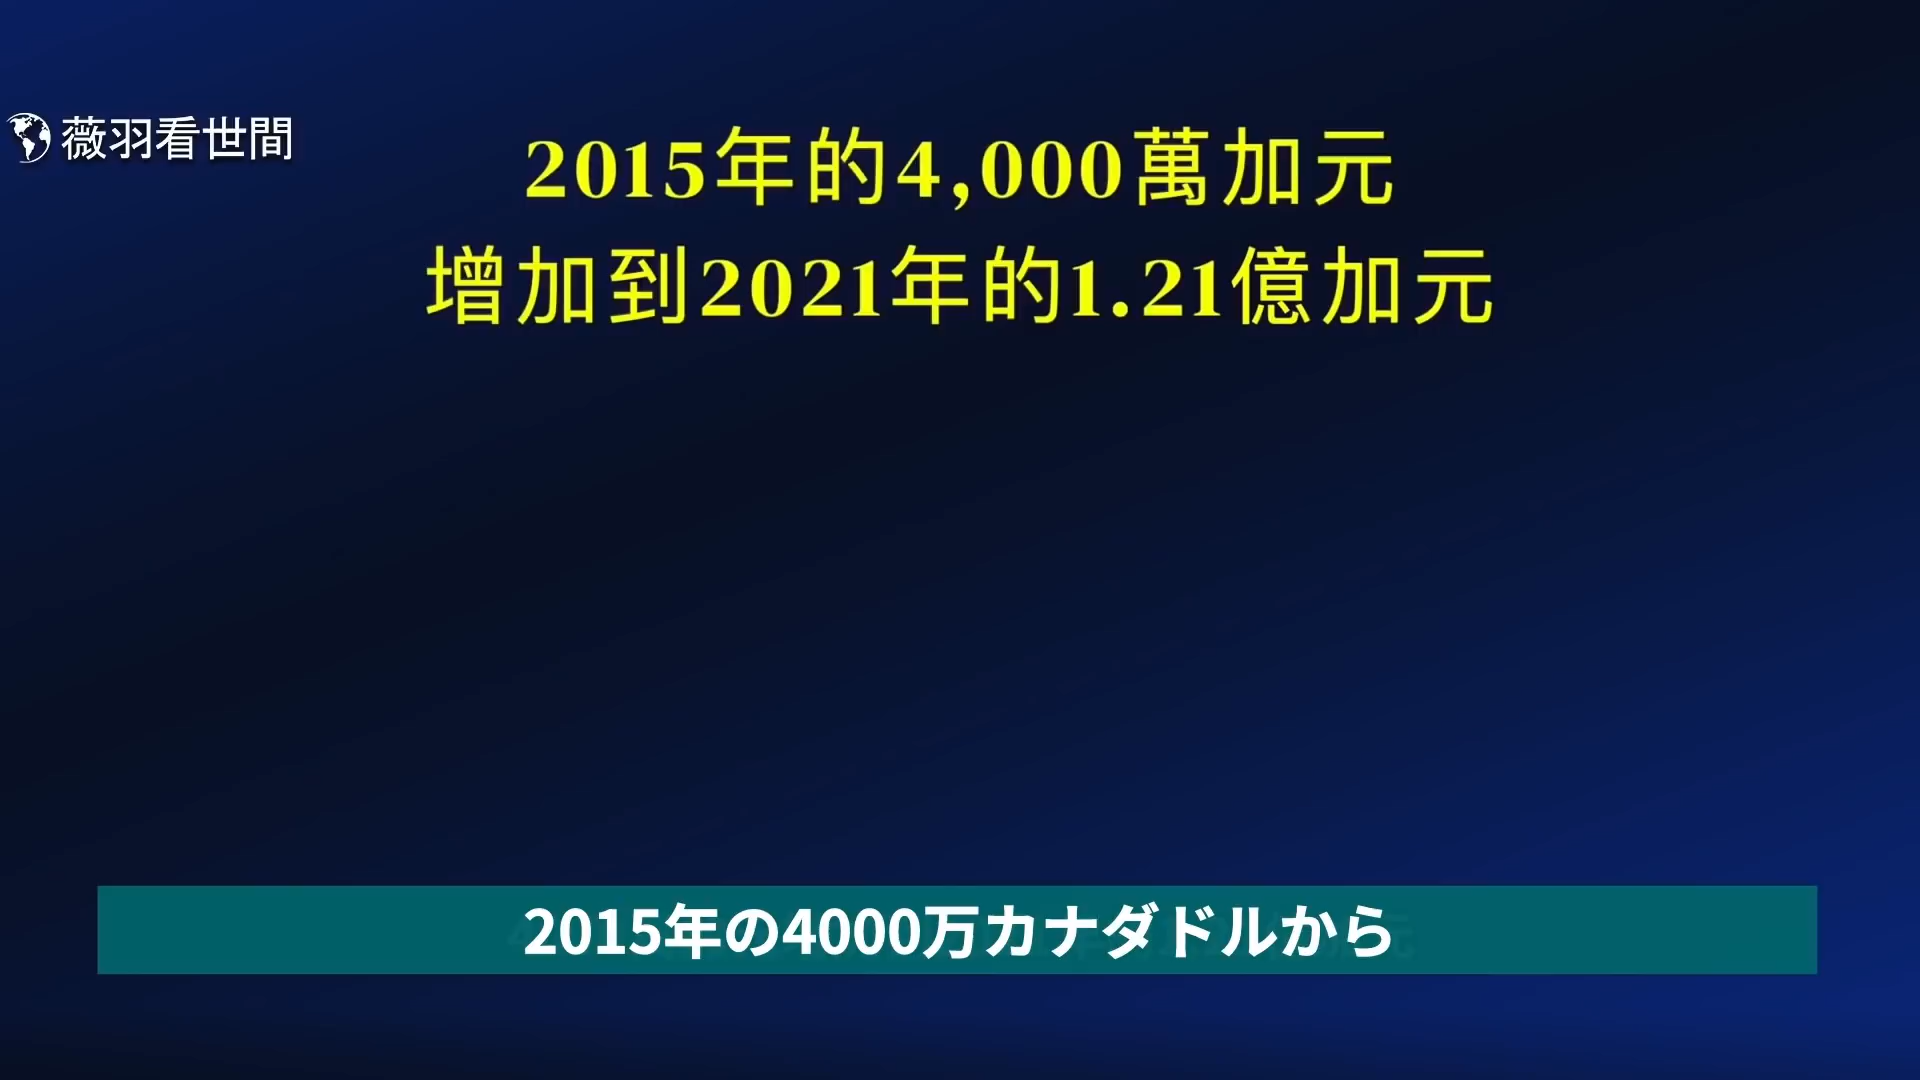 薇羽看世間
2015年的4,000萬加元
增加到2021年的1.21億加元
2015年の4000万カナダドルから